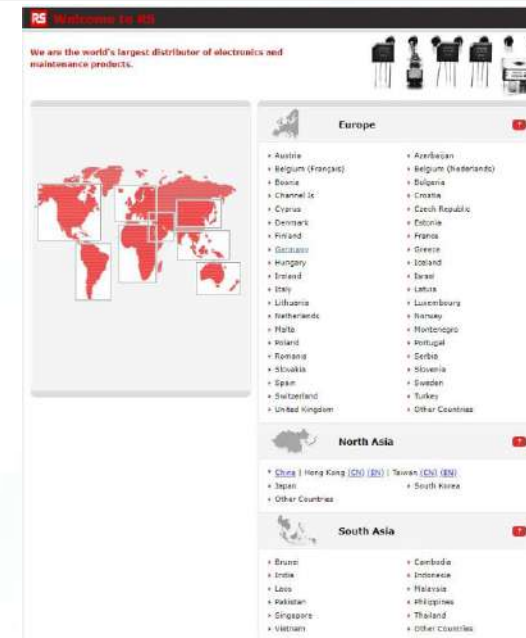 RS Welcome to RS
We are the world's largest distributor of electronics and
maintenance products.
Europe
Austria Azerbaijan
Belgium (Français) Belgium (Nederlands)
Bosnia Bulgaria
Channel Is Croatia
Cyprus Czech Republic
Denmark Estonia
Finland France
Germany Greece
Hungary Iceland
Ireland Israel
Italy Latvia
Lithuania Luxembourg
Netherlands Norway
Malta Montenegro
Poland Portugal
Romania Serbia
Slovakia Slovenia
Spain Sweden
Switzerland Turkey
United Kingdom Other Countries
North Asia
China | Hong Kong (CN) (EN) | Taiwan (CN) (EN)
Japan South Korea
Other Countries
South Asia
Brunei Cambodia
India Indonesia
Laos Malaysia
Pakistan Philippines
Singapore Thailand
Vietnam Other Countries